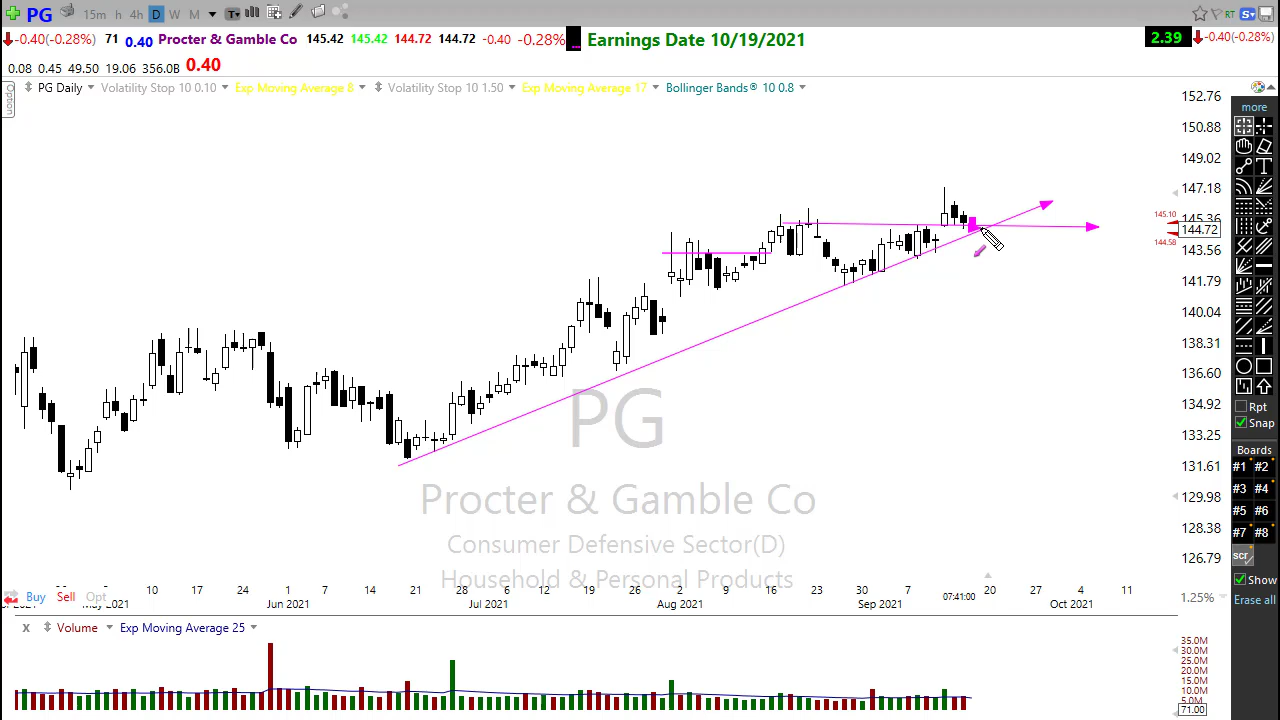 PG 15m h 4h D W M T RT S
-0.40(-0.28%) 71 0.40 Procter & Gamble Co 145.42 145.42 144.72 144.72 -0.40 -0.28% Earnings Date 10/19/2021 2.39 -0.40(-0.28%)
0.08 0.45 49.50 19.06 356.0B 0.40
Option
PG Daily Volatility Stop 10 0.10 Exp Moving Average 8 Volatility Stop 10 1.50 Exp Moving Average 17 Bollinger Bands® 10 0.8
152.76
150.88
149.02
147.18
145.36
145.10
144.72
144.58
143.56
141.79
140.04
138.31
136.60
134.92
133.25
131.61
129.98
128.38
126.79
1.25%
PG
Procter & Gamble Co
Consumer Defensive Sector(D)
Household & Personal Products
10 17 24 1 7 14 21 28 6 12 19 26 2 9 16 23 30 7 07:41:00 20 27 4 11
May 2021 Jun 2021 Jul 2021 Aug 2021 Sep 2021 Oct 2021
Buy Sell Opt
X Volume Exp Moving Average 25
35.0M
30.0M
25.0M
20.0M
15.0M
10.0M
5.0M
71.00
more
T
Rpt
Snap
Boards
#1 #2
#3 #4
#5 #6
#7 #8
scr
Show
Erase all